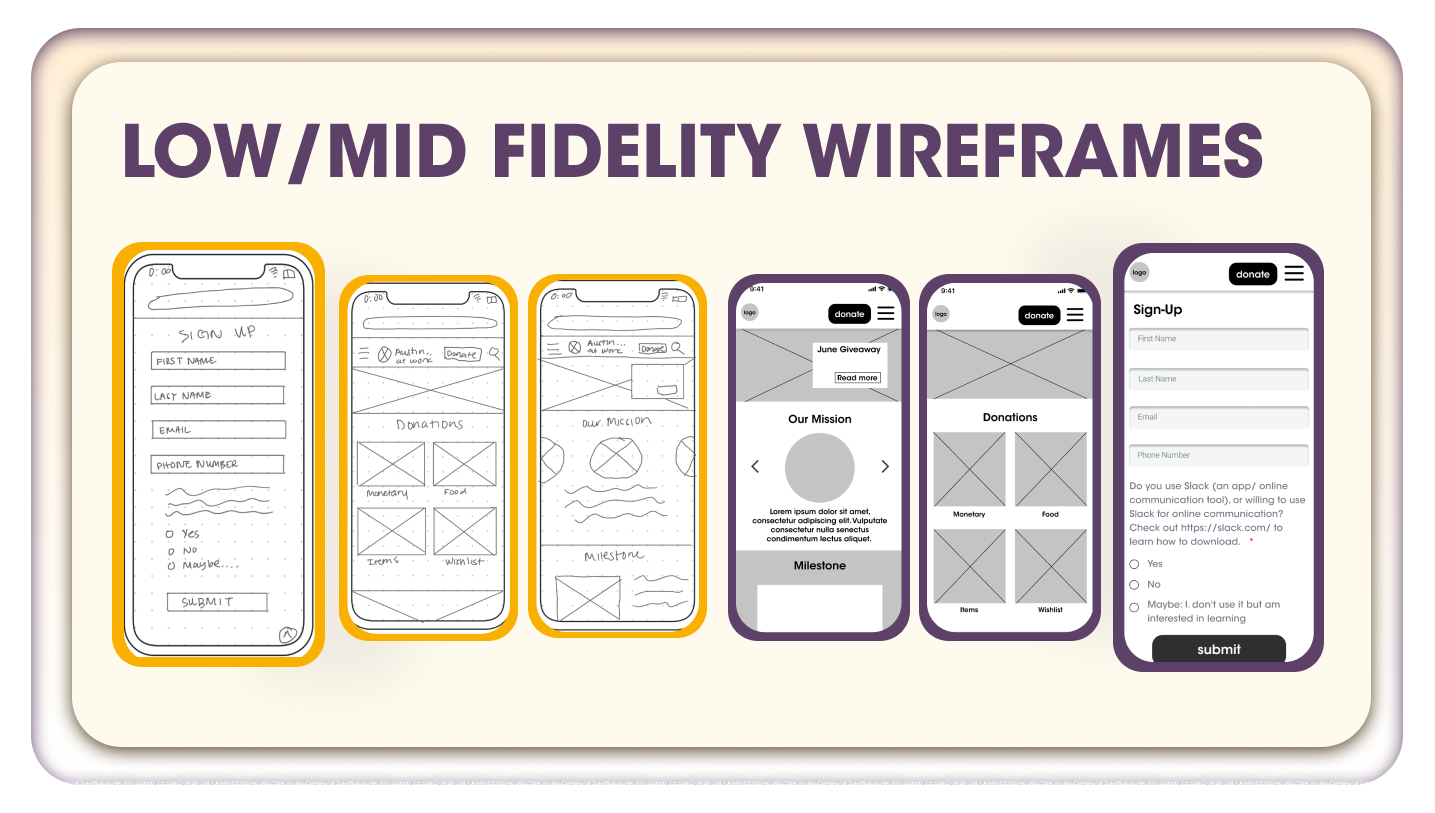 LOW/MID FIDELITY WIREFRAMES
0:00
SIGN UP
FIRST NAME
LAST NAME
EMAIL
PHONE NUMBER
Yes
NO
Maybe....
SUBMIT
0:00
Austin...
at work
Donate
Donations
Monetary
Food
Items
Wishlist
0:00
Austin...
at work
Donate
Our Mission
Milestone
9:41
logo
donate
June Giveaway
Read more
Our Mission
Lorem ipsum dolor sit amet,
consectetur adipiscing elit. Vulputate
consectetur nulla senectus
condimentum lectus aliquet.
Milestone
9:41
logo
donate
Donations
Monetary
Food
Items
Wishlist
logo
donate
Sign-Up
First Name
Last Name
Email
Phone Number
Do you use Slack (an app/ online
communication tool), or willing to use
Slack for online communication?
Check out https://slack.com/ to
learn how to download. *
Yes
No
Maybe: I. don't use it but am
interested in learning
submit